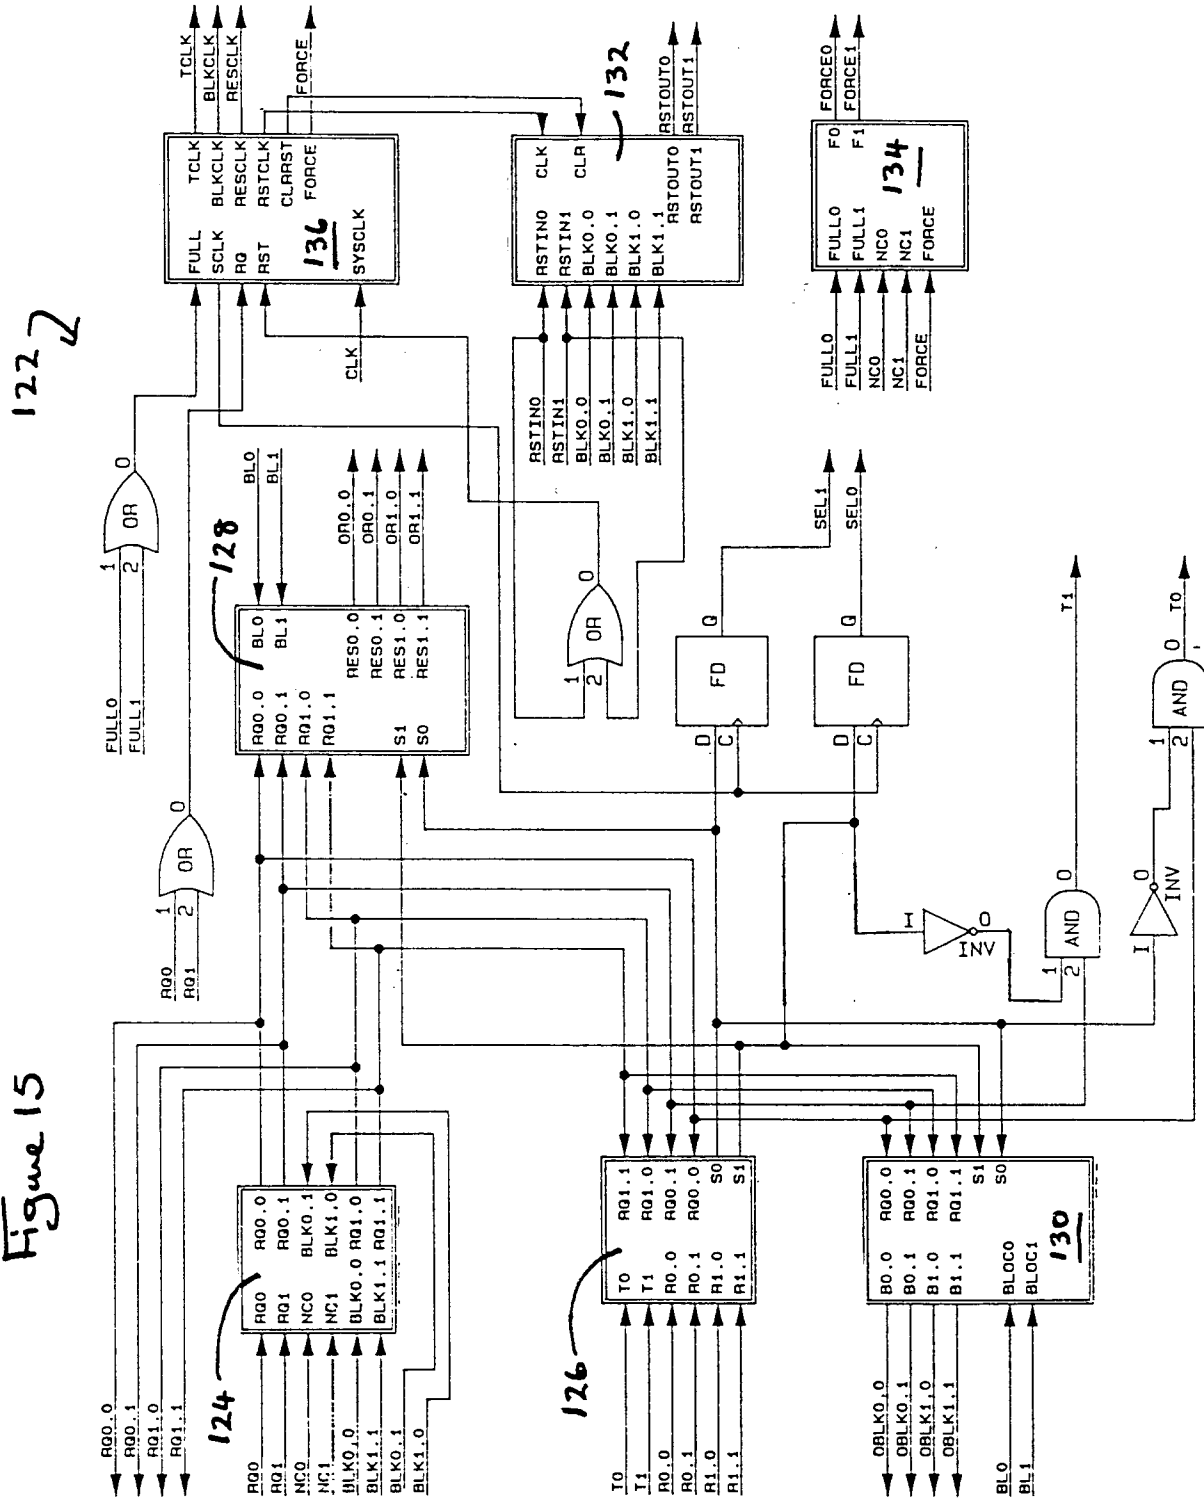 Figure 15
122
RQ0.0
RQ0.1
RQ1.0
RQ1.1
RQ0
RQ1
NC0
NC1
BLK0.0
BLK1.1
BLK0.1
BLK1.0
124
RQ0 RQ0.0
RQ1 RQ0.1
NC0 BLK0.1
NC1 BLK1.0
BLK0.0 RQ1.0
BLK1.1 RQ1.1
RQ0
RQ1
1
2
OR
O
FULL0
FULL1
1
2
OR
O
128
RQ0.0 BL0
RQ0.1 BL1
RQ1.0
RQ1.1
RES0.0
RES0.1
S1 RES1.0
S0 RES1.1
BL0
BL1
OR0.0
OR0.1
OR1.0
OR1.1
FULL TCLK
SCLK BLKCLK
RQ RESCLK
RST RSTCLK
CLRRST
136 FORCE
SYSCLK
CLK
TCLK
BLKCLK
RESCLK
FORCE
T0
T1
R0.0
R0.1
R1.0
R1.1
126
T0 RQ1.1
T1 RQ1.0
R0.0 RQ0.1
R0.1 RQ0.0
R1.0 S0
R1.1 S1
1
2
OR
O
RSTIN0
RSTIN1
BLK0.0
BLK0.1
BLK1.0
BLK1.1
RSTIN0 CLK
RSTIN1
BLK0.0 CLR
BLK0.1
BLK1.0
BLK1.1
RSTOUT0
RSTOUT1
132
RSTOUT0
RSTOUT1
D
C
FD
Q
SEL1
D
C
FD
Q
SEL0
FULL0
FULL1
NC0
NC1
FORCE
FULL0 F0
FULL1 F1
NC0
NC1 134
FORCE
FORCE0
FORCE1
OBLK0.0
OBLK0.1
OBLK1.0
OBLK1.1
BL0
BL1
B0.0 RQ0.0
B0.1 RQ0.1
B1.0 RQ1.0
B1.1 RQ1.1
S1
S0
BLOC0
BLOC1
130
I
INV
O
1
2
AND
O
T1
I
INV
O
1
2
AND
O
T0